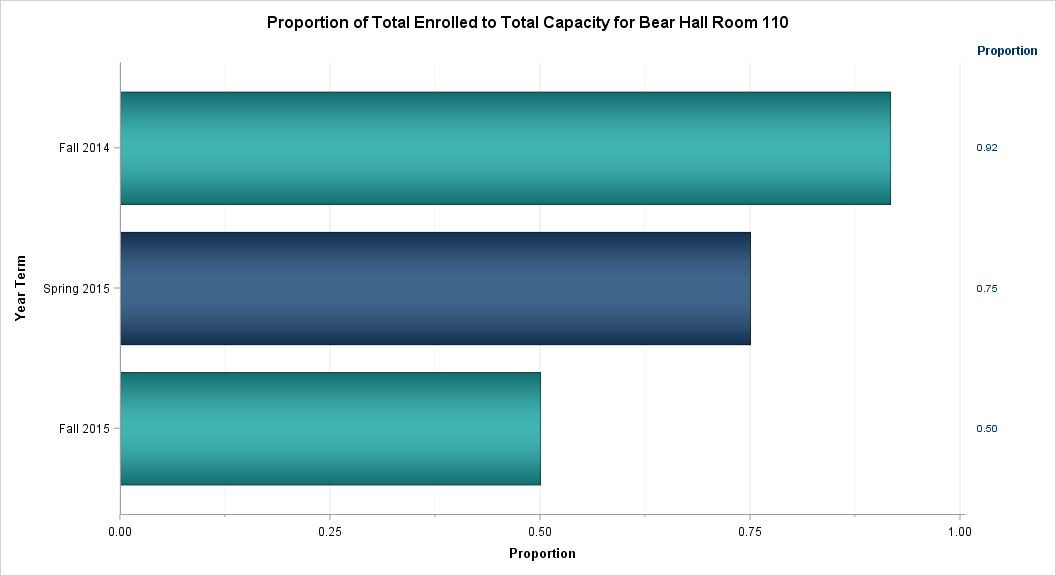 Proportion of Total Enrolled to Total Capacity for Bear Hall Room 110
Proportion
Fall 2014
0.92
Year Term
Spring 2015
0.75
Fall 2015
0.50
0.00 0.25 0.50 0.75 1.00
Proportion